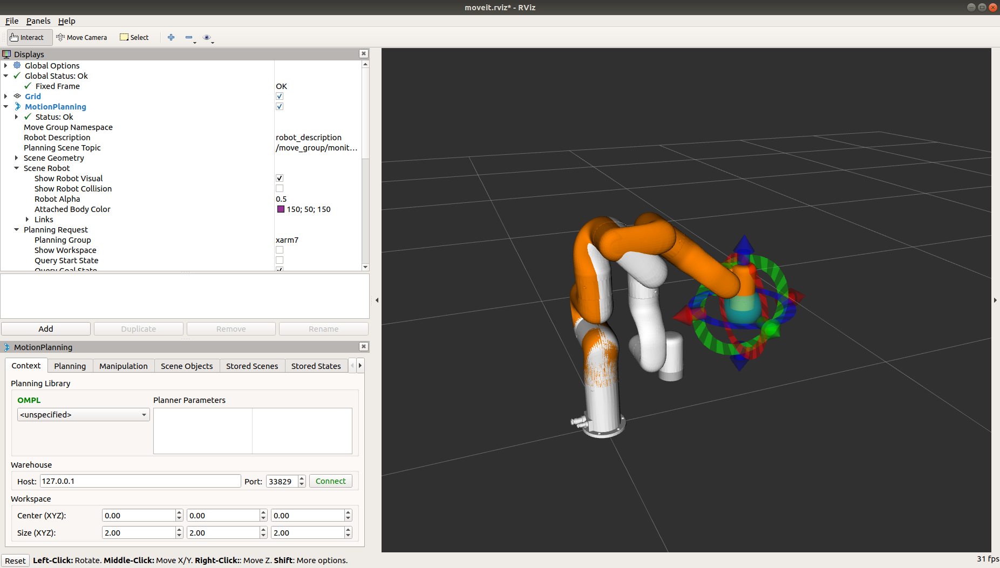 moveit.rviz* - RViz
File Panels Help
Interact Move Camera Select
Displays
Global Options
Global Status: Ok
Fixed Frame OK
Grid
MotionPlanning
Status: Ok
Move Group Namespace
Robot Description robot_description
Planning Scene Topic /move_group/monit...
Scene Geometry
Scene Robot
Show Robot Visual
Show Robot Collision
Robot Alpha 0.5
Attached Body Color 150; 50; 150
Links
Planning Request
Planning Group xarm7
Show Workspace
Query Start State
Query Goal State
Add Duplicate Remove Rename
MotionPlanning
Context Planning Manipulation Scene Objects Stored Scenes Stored States
Planning Library
OMPL Planner Parameters
<unspecified>
Warehouse
Host: 127.0.0.1 Port: 33829 Connect
Workspace
Center (XYZ): 0.00 0.00 0.00
Size (XYZ): 2.00 2.00 2.00
Reset Left-Click: Rotate. Middle-Click: Move X/Y. Right-Click:: Move Z. Shift: More options. 31 fps